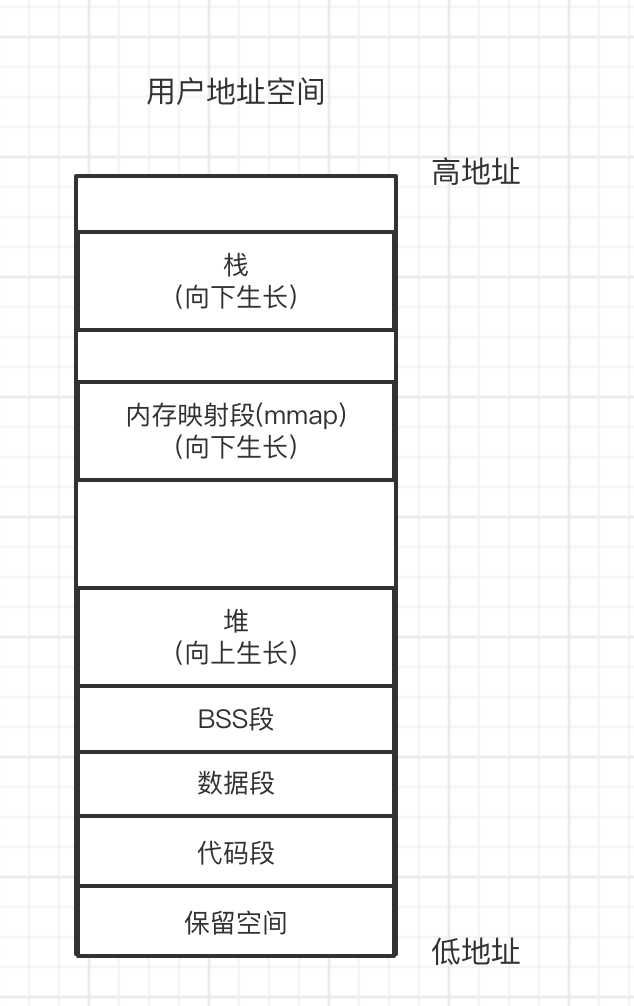 用户地址空间
高地址
栈
(向下生长)
内存映射段(mmap)
(向下生长)
堆
(向上生长)
BSS段
数据段
代码段
保留空间
低地址